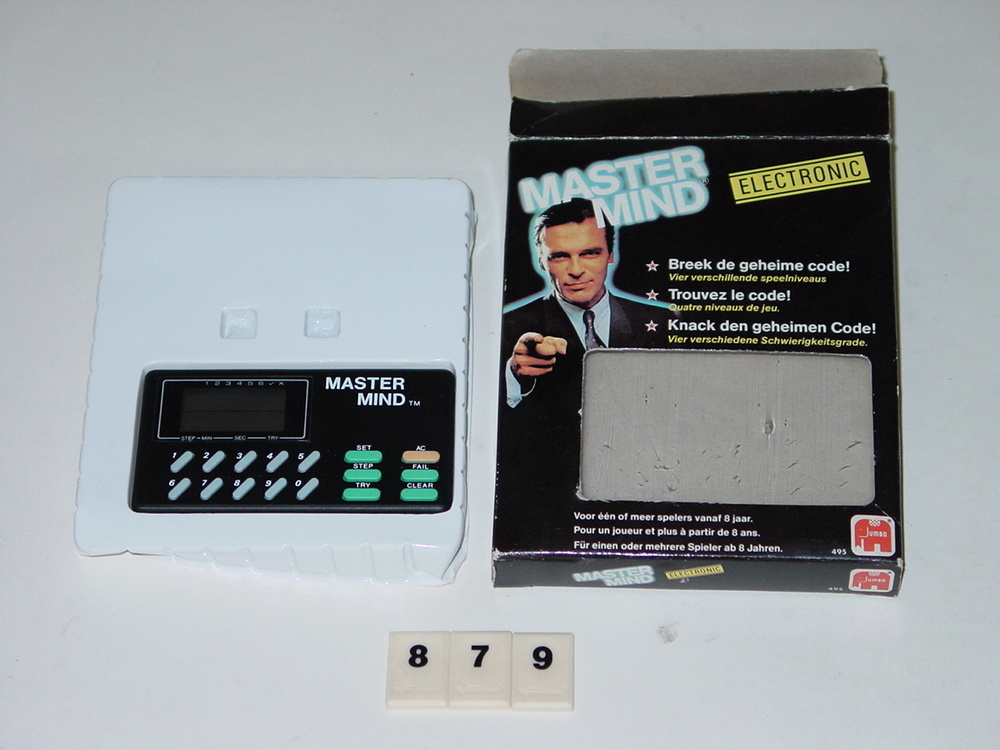 1 2 3 4 5 6 ✓ X
MASTER
MIND TM
STEP - MIN SEC TRY
1 2 3 4 5
6 7 8 9 0
SET AC
STEP FAIL
TRY CLEAR
MASTER
MIND®
ELECTRONIC
Breek de geheime code!
Vier verschillende speelniveaus
Trouvez le code!
Quatre niveaux de jeu.
Knack den geheimen Code!
Vier verschiedene Schwierigkeitsgrade.
Voor één of meer spelers vanaf 8 jaar.
Pour un joueur et plus à partir de 8 ans.
Für einen oder mehrere Spieler ab 8 Jahren.
495
Jumbo
MASTER
MIND
ELECTRONIC
495
Jumbo
8 7 9